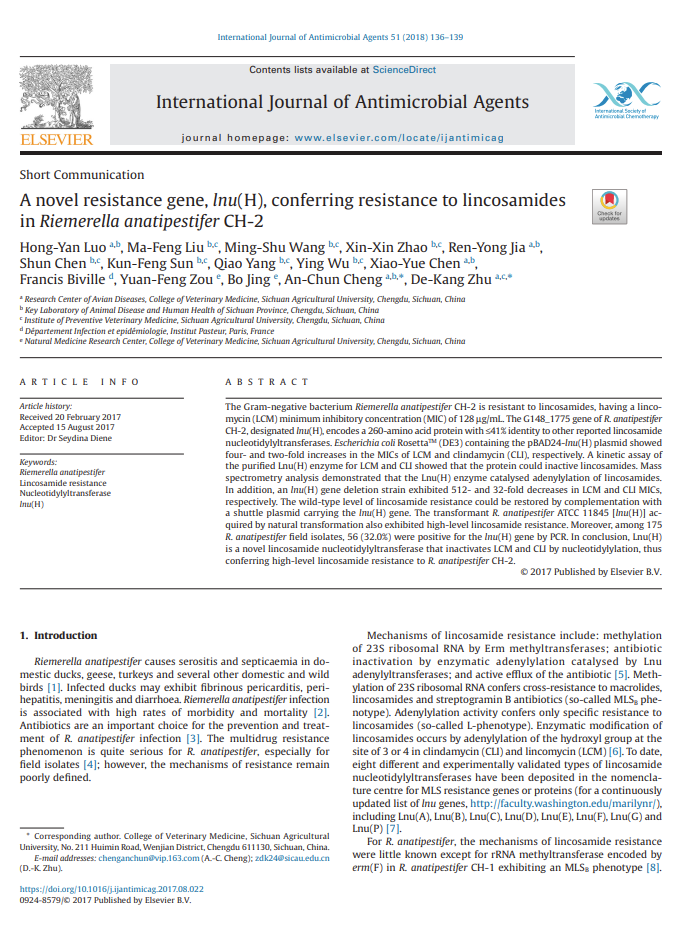 International Journal of Antimicrobial Agents 51 (2018) 136–139
Contents lists available at ScienceDirect
International Journal of Antimicrobial Agents
journal homepage: www.elsevier.com/locate/ijantimicag
ELSEVIER
International Society of
Antimicrobial Chemotherapy
Short Communication
A novel resistance gene, lnu(H), conferring resistance to lincosamides
in Riemerella anatipestifer CH-2
Check for
updates
Hong-Yan Luo a,b, Ma-Feng Liu b,c, Ming-Shu Wang b,c, Xin-Xin Zhao b,c, Ren-Yong Jia a,b,
Shun Chen b,c, Kun-Feng Sun b,c, Qiao Yang b,c, Ying Wu b,c, Xiao-Yue Chen a,b,
Francis Biville d, Yuan-Feng Zou e, Bo Jing e, An-Chun Cheng a,b,*, De-Kang Zhu a,c,*
a Research Center of Avian Diseases, College of Veterinary Medicine, Sichuan Agricultural University, Chengdu, Sichuan, China
b Key Laboratory of Animal Disease and Human Health of Sichuan Province, Chengdu, Sichuan, China
c Institute of Preventive Veterinary Medicine, Sichuan Agricultural University, Chengdu, Sichuan, China
d Département Infection et epidémiologie, Institut Pasteur, Paris, France
e Natural Medicine Research Center, College of Veterinary Medicine, Sichuan Agricultural University, Chengdu, Sichuan, China
ARTICLE INFO
Article history:
Received 20 February 2017
Accepted 15 August 2017
Editor: Dr Seydina Diene
Keywords:
Riemerella anatipestifer
Lincosamide resistance
Nucleotidyltransferase
lnu(H)
ABSTRACT
The Gram-negative bacterium Riemerella anatipestifer CH-2 is resistant to lincosamides, having a linco-
mycin (LCM) minimum inhibitory concentration (MIC) of 128 µg/mL. The G148_1775 gene of R. anatipestifer
CH-2, designated lnu(H), encodes a 260-amino acid protein with ≤41% identity to other reported lincosamide
nucleotidyltransferases. Escherichia coli Rosetta™ (DE3) containing the pBAD24-lnu(H) plasmid showed
four- and two-fold increases in the MICs of LCM and clindamycin (CLI), respectively. A kinetic assay of
the purified Lnu(H) enzyme for LCM and CLI showed that the protein could inactive lincosamides. Mass
spectrometry analysis demonstrated that the Lnu(H) enzyme catalysed adenylylation of lincosamides.
In addition, an lnu(H) gene deletion strain exhibited 512- and 32-fold decreases in LCM and CLI MICs,
respectively. The wild-type level of lincosamide resistance could be restored by complementation with
a shuttle plasmid carrying the lnu(H) gene. The transformant R. anatipestifer ATCC 11845 [lnu(H)] ac-
quired by natural transformation also exhibited high-level lincosamide resistance. Moreover, among 175
R. anatipestifer field isolates, 56 (32.0%) were positive for the lnu(H) gene by PCR. In conclusion, Lnu(H)
is a novel lincosamide nucleotidyltransferase that inactivates LCM and CLI by nucleotidylylation, thus
conferring high-level lincosamide resistance to R. anatipestifer CH-2.
© 2017 Published by Elsevier B.V.
1. Introduction
Riemerella anatipestifer causes serositis and septicaemia in do-
mestic ducks, geese, turkeys and several other domestic and wild
birds [1]. Infected ducks may exhibit fibrinous pericarditis, peri-
hepatitis, meningitis and diarrhoea. Riemerella anatipestifer infection
is associated with high rates of morbidity and mortality [2].
Antibiotics are an important choice for the prevention and treat-
ment of R. anatipestifer infection [3]. The multidrug resistance
phenomenon is quite serious for R. anatipestifer, especially for
field isolates [4]; however, the mechanisms of resistance remain
poorly defined.
* Corresponding author. College of Veterinary Medicine, Sichuan Agricultural
University, No. 211 Huimin Road, Wenjian District, Chengdu 611130, Sichuan, China.
E-mail addresses: chenganchun@vip.163.com (A.-C. Cheng); zdk24@sicau.edu.cn
(D.-K. Zhu).
https://doi.org/10.1016/j.ijantimicag.2017.08.022
0924-8579/© 2017 Published by Elsevier B.V.
Mechanisms of lincosamide resistance include: methylation
of 23S ribosomal RNA by Erm methyltransferases; antibiotic
inactivation by enzymatic adenylylation catalysed by Lnu
adenylyltransferases; and active efflux of the antibiotic [5]. Meth-
ylation of 23S ribosomal RNA confers cross-resistance to macrolides,
lincosamides and streptogramin B antibiotics (so-called MLSB phe-
notype). Adenylylation activity confers only specific resistance to
lincosamides (so-called L-phenotype). Enzymatic modification of
lincosamides occurs by adenylylation of the hydroxyl group at the
site of 3 or 4 in clindamycin (CLI) and lincomycin (LCM) [6]. To date,
eight different and experimentally validated types of lincosamide
nucleotidyltransferases have been deposited in the nomencla-
ture centre for MLS resistance genes or proteins (for a continuously
updated list of lnu genes, http://faculty.washington.edu/marilynr/),
including Lnu(A), Lnu(B), Lnu(C), Lnu(D), Lnu(E), Lnu(F), Lnu(G) and
Lnu(P) [7].
For R. anatipestifer, the mechanisms of lincosamide resistance
were little known except for rRNA methyltransferase encoded by
erm(F) in R. anatipestifer CH-1 exhibiting an MLSB phenotype [8].